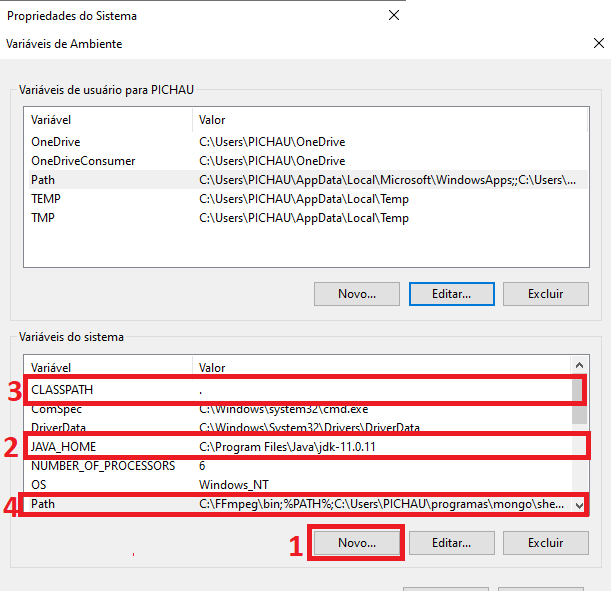 Propriedades do Sistema
Variáveis de Ambiente
Variáveis de usuário para PICHAU
Variável Valor
OneDrive C:\Users\PICHAU\OneDrive
OneDriveConsumer C:\Users\PICHAU\OneDrive
Path C:\Users\PICHAU\AppData\Local\Microsoft\WindowsApps;;C:\Users\...
TEMP C:\Users\PICHAU\AppData\Local\Temp
TMP C:\Users\PICHAU\AppData\Local\Temp
Novo... Editar... Excluir
Variáveis do sistema
Variável Valor
3 CLASSPATH .
ComSpec C:\Windows\system32\cmd.exe
DriverData C:\Windows\System32\Drivers\DriverData
2 JAVA_HOME C:\Program Files\Java\jdk-11.0.11
NUMBER_OF_PROCESSORS 6
OS Windows_NT
4 Path C:\FFmpeg\bin;%PATH%;C:\Users\PICHAU\programas\mongo\she...
1 Novo... Editar... Excluir